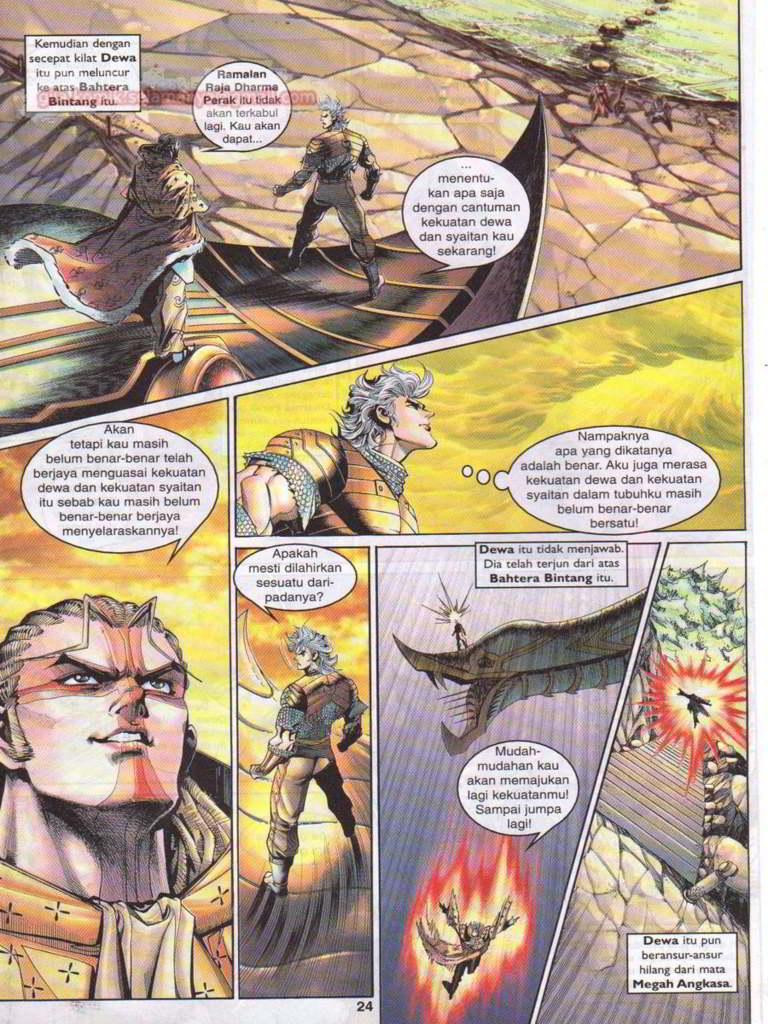 Kemudian dengan
secepat kilat Dewa
itu pun meluncur
ke atas Bahtera
Bintang itu.
Ramalan
Raja Dharma
Perak itu tidak
akan terkabul
lagi. Kau akan
dapat...
...
menentu-
kan apa saja
dengan cantuman
kekuatan dewa
dan syaitan kau
sekarang!
Akan
tetapi kau masih
belum benar-benar telah
berjaya menguasai kekuatan
dewa dan kekuatan syaitan
itu sebab kau masih belum
benar-benar berjaya
menyelaraskannya!
Nampaknya
apa yang dikatanya
adalah benar. Aku juga merasa
kekuatan dewa dan kekuatan
syaitan dalam tubuhku masih
belum benar-benar
bersatu!
Apakah
mesti dilahirkan
sesuatu dari-
padanya?
Dewa itu tidak menjawab.
Dia telah terjun dari atas
Bahtera Bintang itu.
Mudah-
mudahan kau
akan memajukan
lagi kekuatanmu!
Sampai jumpa
lagi!
Dewa itu pun
beransur-ansur
hilang dari mata
Megah Angkasa.
24